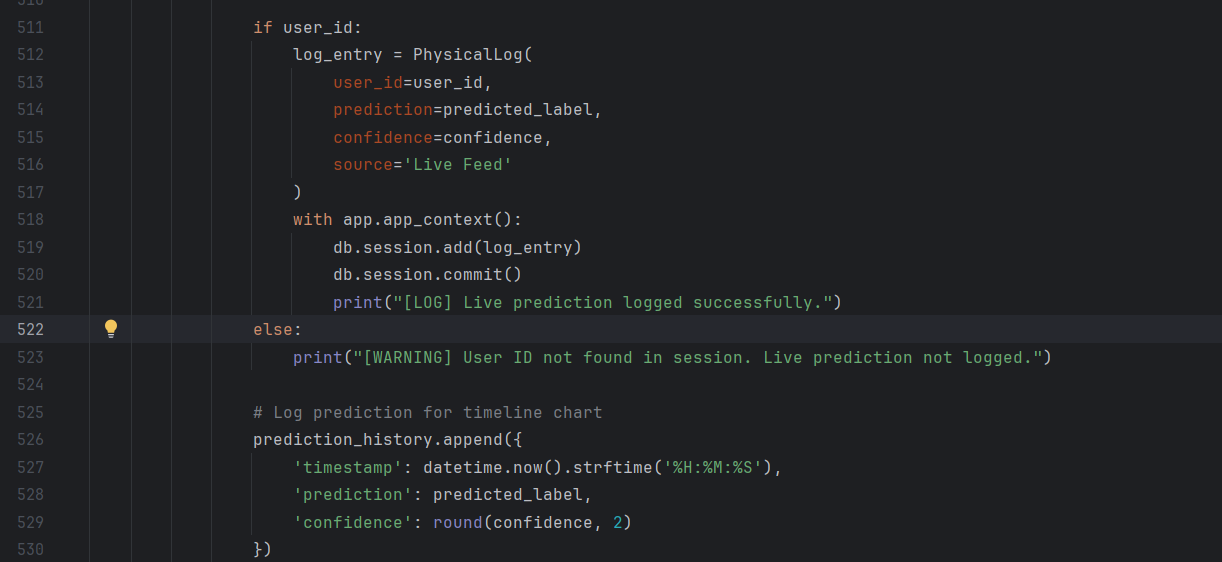 511 if user_id:
512 log_entry = PhysicalLog(
513 user_id=user_id,
514 prediction=predicted_label,
515 confidence=confidence,
516 source='Live Feed'
517 )
518 with app.app_context():
519 db.session.add(log_entry)
520 db.session.commit()
521 print("[LOG] Live prediction logged successfully.")
522 else:
523 print("[WARNING] User ID not found in session. Live prediction not logged.")
524
525 # Log prediction for timeline chart
526 prediction_history.append({
527 'timestamp': datetime.now().strftime('%H:%M:%S'),
528 'prediction': predicted_label,
529 'confidence': round(confidence, 2)
530 })